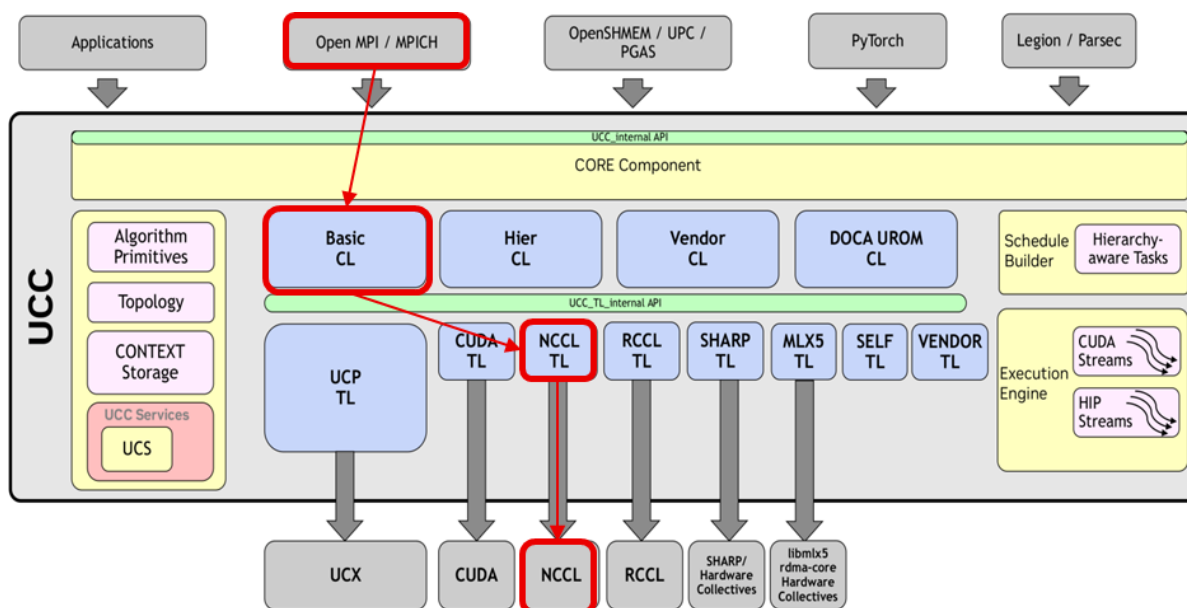 Applications
Open MPI / MPICH
OpenSHMEM / UPC /
PGAS
PyTorch
Legion / Parsec
UCC_internal API
CORE Component
UCC
Algorithm
Primitives
Topology
CONTEXT
Storage
UCC Services
UCS
Basic
CL
Hier
CL
Vendor
CL
DOCA UROM
CL
Schedule
Builder
Hierarchy-
aware Tasks
UCC_TL_internal API
UCP
TL
CUDA
TL
NCCL
TL
RCCL
TL
SHARP
TL
MLX5
TL
SELF
TL
VENDOR
TL
Execution
Engine
CUDA
Streams
HIP
Streams
UCX
CUDA
NCCL
RCCL
SHARP/
Hardware
Collectives
libmlx5
rdma-core
Hardware
Collectives